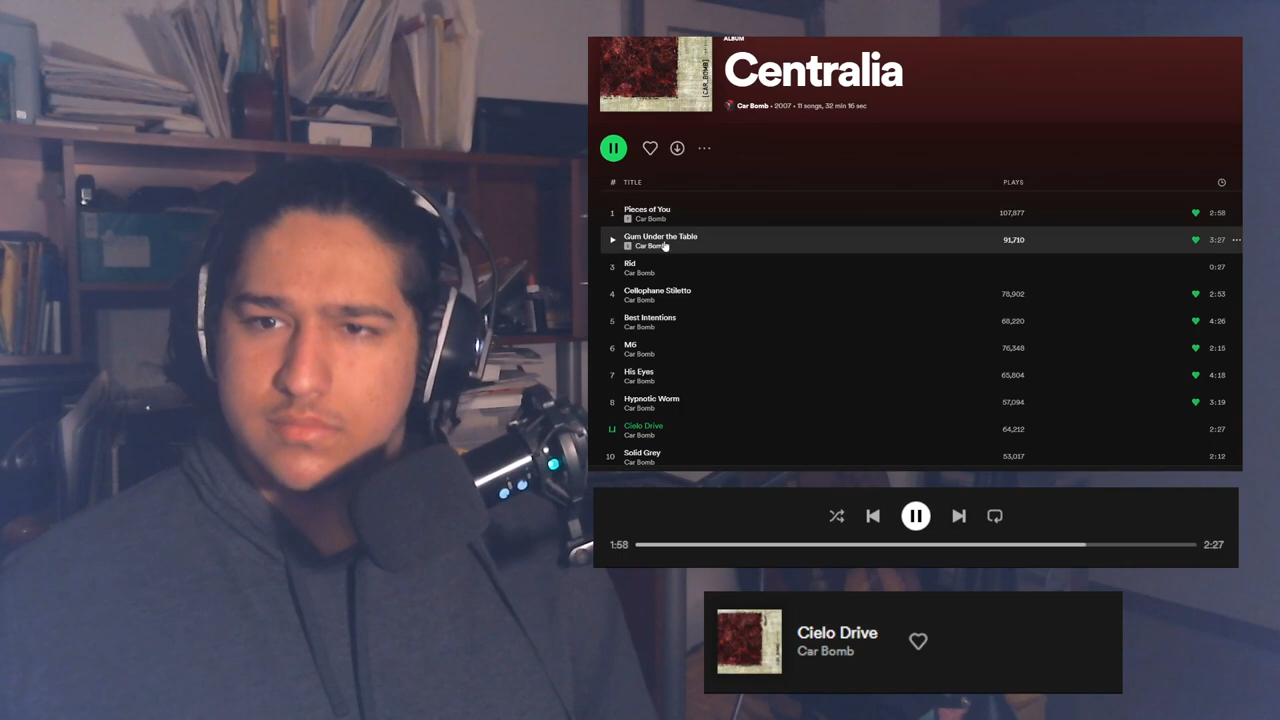 ALBUM
[CAR_BOMB]
Centralia
Car Bomb • 2007 • 11 songs, 32 min 16 sec
# TITLE PLAYS
1 Pieces of You 107,877 2:58
E Car Bomb
Gum Under the Table 91,710 3:27
E Car Bomb
3 Rid 0:27
Car Bomb
4 Cellophane Stiletto 78,902 2:53
Car Bomb
5 Best Intentions 68,220 4:26
Car Bomb
6 M6 76,348 2:15
Car Bomb
7 His Eyes 65,804 4:18
Car Bomb
8 Hypnotic Worm 57,094 3:19
Car Bomb
Cielo Drive 64,212 2:27
Car Bomb
10 Solid Grey 53,017 2:12
Car Bomb
1:58 2:27
Cielo Drive
Car Bomb